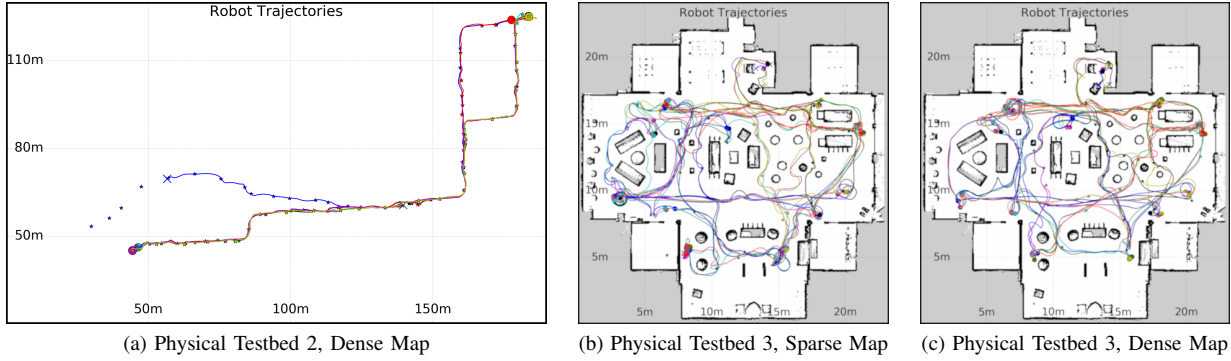 Robot Trajectories
110m
80m
50m
50m
100m
150m
(a) Physical Testbed 2, Dense Map
Robot Trajectories
20m
15m
10m
5m
5m
10m
15m
20m
(b) Physical Testbed 3, Sparse Map
Robot Trajectories
20m
15m
10m
5m
5m
10m
15m
20m
(c) Physical Testbed 3, Dense Map